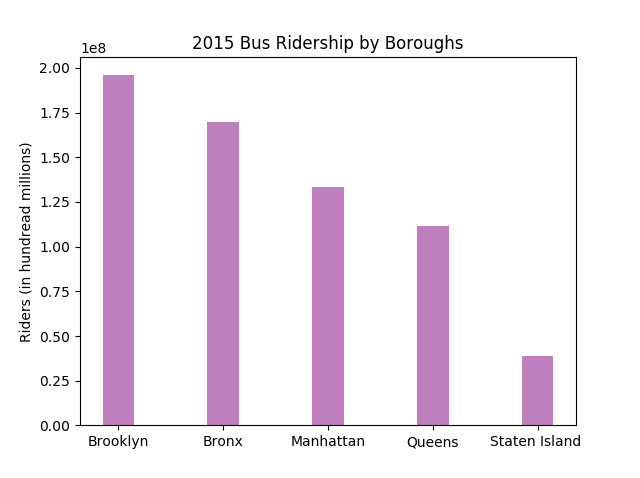 2015 Bus Ridership by Boroughs
1e8
Riders (in hundread millions)
2.00
1.75
1.50
1.25
1.00
0.75
0.50
0.25
0.00
Brooklyn Bronx Manhattan Queens Staten Island